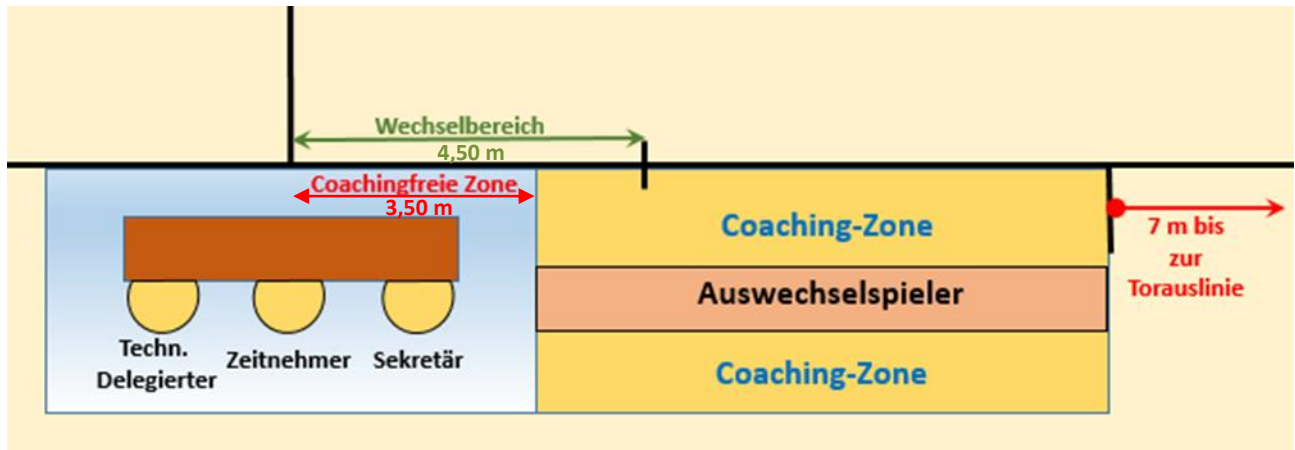 Wechselbereich
4,50 m
Coachingfreie Zone
3,50 m
Coaching-Zone
7 m bis
zur
Torauslinie
Auswechselspieler
Techn.
Delegierter
Zeitnehmer
Sekretär
Coaching-Zone